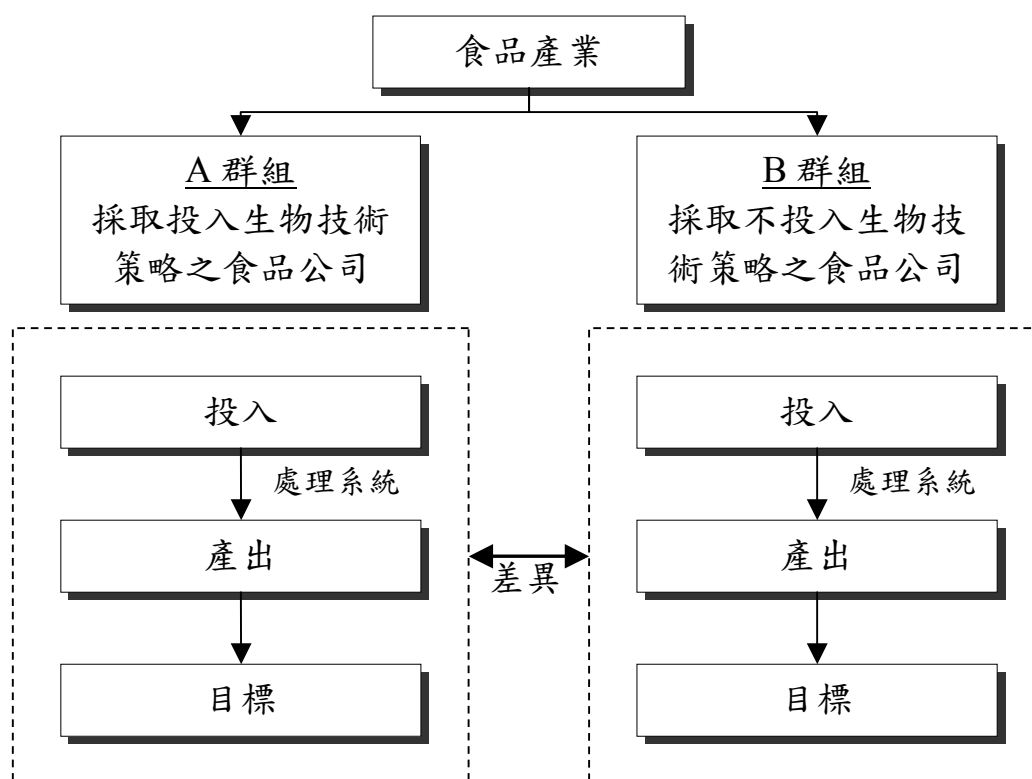 食品產業
A 群組
採取投入生物技術
策略之食品公司
B 群組
採取不投入生物技
術策略之食品公司
投入
處理系統
產出
目標
差異
投入
處理系統
產出
目標